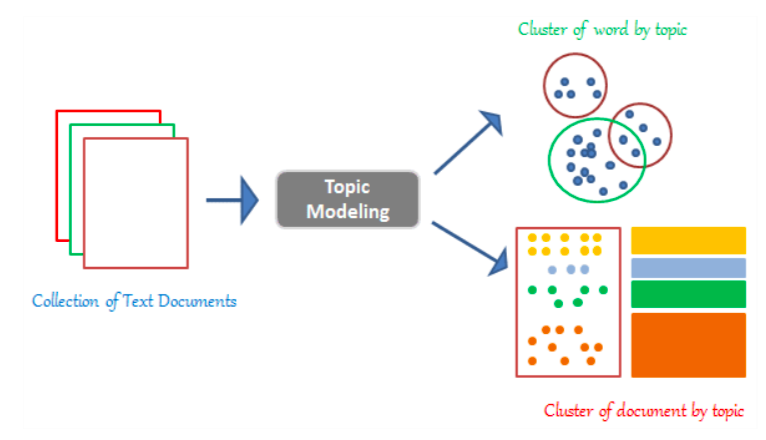 Cluster of word by topic
Topic
Modeling
Collection of Text Documents
Cluster of document by topic